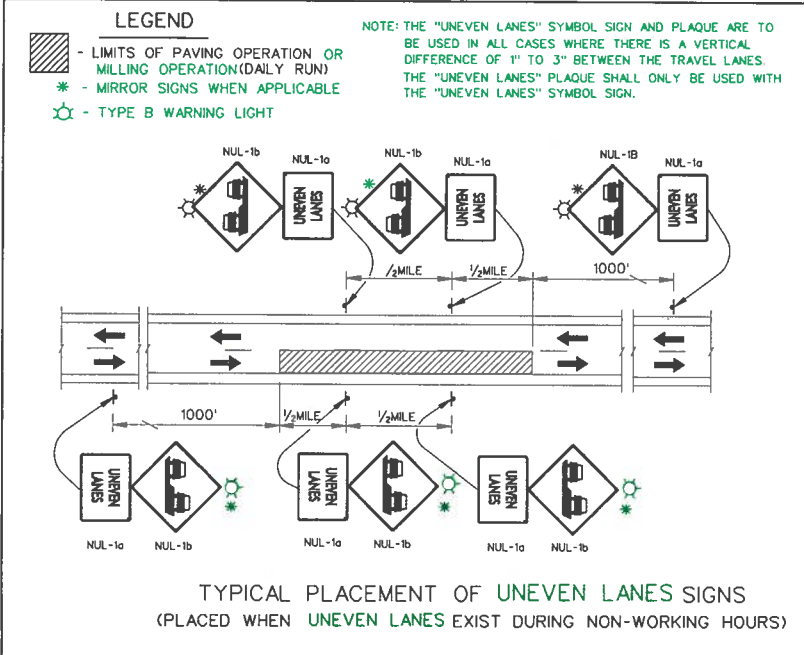 LEGEND
- LIMITS OF PAVING OPERATION OR
MILLING OPERATION(DAILY RUN)
* - MIRROR SIGNS WHEN APPLICABLE
- TYPE B WARNING LIGHT
NOTE: THE "UNEVEN LANES" SYMBOL SIGN AND PLAQUE ARE TO
BE USED IN ALL CASES WHERE THERE IS A VERTICAL
DIFFERENCE OF 1" TO 3" BETWEEN THE TRAVEL LANES.
THE "UNEVEN LANES" PLAQUE SHALL ONLY BE USED WITH
THE "UNEVEN LANES" SYMBOL SIGN.
NUL-1b NUL-1a NUL-1b NUL-1a NUL-1B NUL-1a
* * *
UNEVEN
LANES
UNEVEN
LANES
UNEVEN
LANES
/2MILE 1/2MILE 1000'
1000' 1/2MILE 1/2MILE
UNEVEN
LANES
UNEVEN
LANES
UNEVEN
LANES
* * *
NUL-1a NUL-1b NUL-1a NUL-1b NUL-1a NUL-1b
TYPICAL PLACEMENT OF UNEVEN LANES SIGNS
(PLACED WHEN UNEVEN LANES EXIST DURING NON-WORKING HOURS)